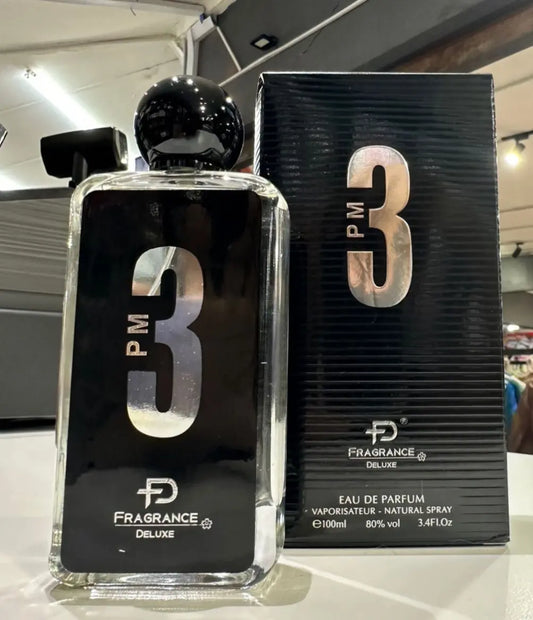 PM
3
FD
FRAGRANCE
DELUXE
PM
3
FD®
FRAGRANCE
DELUXE
EAU DE PARFUM
VAPORISATEUR - NATURAL SPRAY
℮100ml 80% vol 3.4Fl.Oz